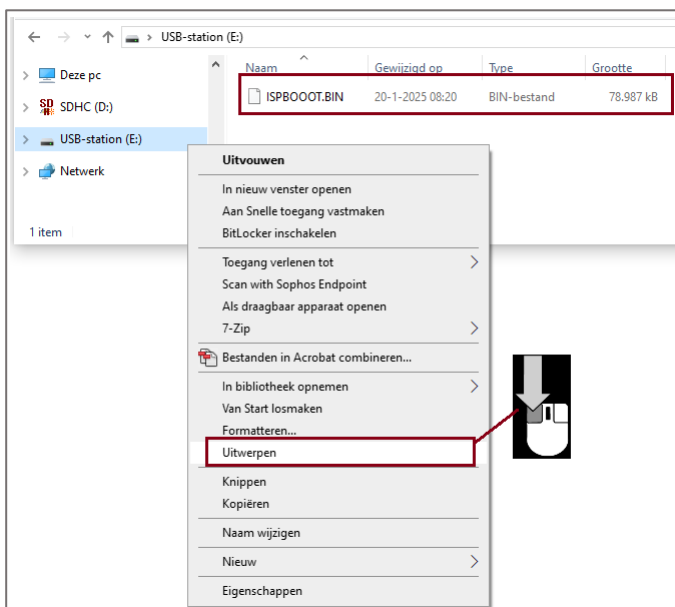 USB-station (E:)
Naam Gewijzigd op Type Grootte
Deze pc
ISPBOOOT.BIN 20-1-2025 08:20 BIN-bestand 78.987 kB
SDHC (D:)
USB-station (E:)
Netwerk
1 item
Uitvouwen
In nieuw venster openen
Aan Snelle toegang vastmaken
BitLocker inschakelen
Toegang verlenen tot
Scan with Sophos Endpoint
Als draagbaar apparaat openen
7-Zip
Bestanden in Acrobat combineren...
In bibliotheek opnemen
Van Start losmaken
Formatteren...
Uitwerpen
Knippen
Kopiëren
Naam wijzigen
Nieuw
Eigenschappen